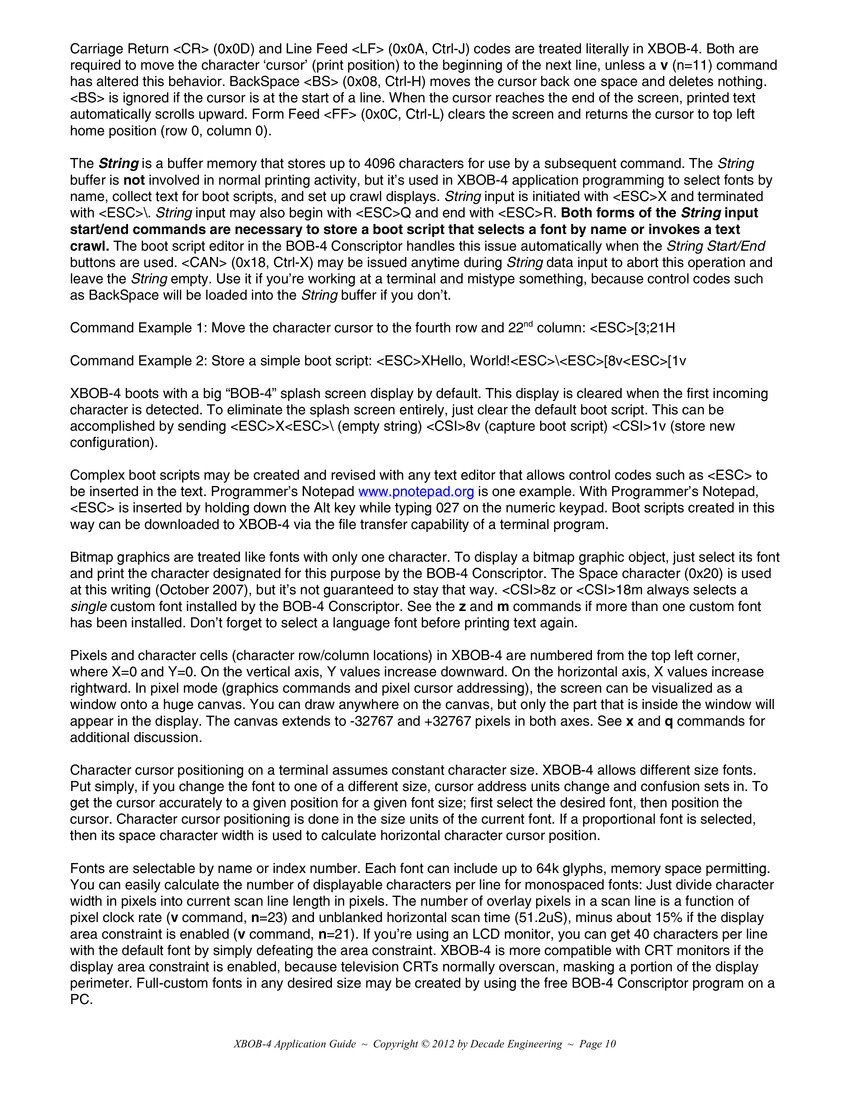 Carriage Return <CR> (0x0D) and Line Feed <LF> (0x0A, Ctrl-J) codes are treated literally in XBOB-4. Both are
required to move the character ‘cursor’ (print position) to the beginning of the next line, unless a v (n=11) command
has altered this behavior. BackSpace <BS> (0x08, Ctrl-H) moves the cursor back one space and deletes nothing.
<BS> is ignored if the cursor is at the start of a line. When the cursor reaches the end of the screen, printed text
automatically scrolls upward. Form Feed <FF> (0x0C, Ctrl-L) clears the screen and returns the cursor to top left
home position (row 0, column 0).
The String is a buffer memory that stores up to 4096 characters for use by a subsequent command. The String
buffer is not involved in normal printing activity, but it’s used in XBOB-4 application programming to select fonts by
name, collect text for boot scripts, and set up crawl displays. String input is initiated with <ESC>X and terminated
with <ESC>\. String input may also begin with <ESC>Q and end with <ESC>R. Both forms of the String input
start/end commands are necessary to store a boot script that selects a font by name or invokes a text
crawl. The boot script editor in the BOB-4 Conscriptor handles this issue automatically when the String Start/End
buttons are used. <CAN> (0x18, Ctrl-X) may be issued anytime during String data input to abort this operation and
leave the String empty. Use it if you’re working at a terminal and mistype something, because control codes such
as BackSpace will be loaded into the String buffer if you don’t.
Command Example 1: Move the character cursor to the fourth row and 22nd column: <ESC>[3;21H
Command Example 2: Store a simple boot script: <ESC>XHello, World!<ESC>\<ESC>[8v<ESC>[1v
XBOB-4 boots with a big “BOB-4” splash screen display by default. This display is cleared when the first incoming
character is detected. To eliminate the splash screen entirely, just clear the default boot script. This can be
accomplished by sending <ESC>X<ESC>\ (empty string) <CSI>8v (capture boot script) <CSI>1v (store new
configuration).
Complex boot scripts may be created and revised with any text editor that allows control codes such as <ESC> to
be inserted in the text. Programmer’s Notepad www.pnotepad.org is one example. With Programmer’s Notepad,
<ESC> is inserted by holding down the Alt key while typing 027 on the numeric keypad. Boot scripts created in this
way can be downloaded to XBOB-4 via the file transfer capability of a terminal program.
Bitmap graphics are treated like fonts with only one character. To display a bitmap graphic object, just select its font
and print the character designated for this purpose by the BOB-4 Conscriptor. The Space character (0x20) is used
at this writing (October 2007), but it’s not guaranteed to stay that way. <CSI>8z or <CSI>18m always selects a
single custom font installed by the BOB-4 Conscriptor. See the z and m commands if more than one custom font
has been installed. Don’t forget to select a language font before printing text again.
Pixels and character cells (character row/column locations) in XBOB-4 are numbered from the top left corner,
where X=0 and Y=0. On the vertical axis, Y values increase downward. On the horizontal axis, X values increase
rightward. In pixel mode (graphics commands and pixel cursor addressing), the screen can be visualized as a
window onto a huge canvas. You can draw anywhere on the canvas, but only the part that is inside the window will
appear in the display. The canvas extends to -32767 and +32767 pixels in both axes. See x and q commands for
additional discussion.
Character cursor positioning on a terminal assumes constant character size. XBOB-4 allows different size fonts.
Put simply, if you change the font to one of a different size, cursor address units change and confusion sets in. To
get the cursor accurately to a given position for a given font size; first select the desired font, then position the
cursor. Character cursor positioning is done in the size units of the current font. If a proportional font is selected,
then its space character width is used to calculate horizontal character cursor position.
Fonts are selectable by name or index number. Each font can include up to 64k glyphs, memory space permitting.
You can easily calculate the number of displayable characters per line for monospaced fonts: Just divide character
width in pixels into current scan line length in pixels. The number of overlay pixels in a scan line is a function of
pixel clock rate (v command, n=23) and unblanked horizontal scan time (51.2uS), minus about 15% if the display
area constraint is enabled (v command, n=21). If you’re using an LCD monitor, you can get 40 characters per line
with the default font by simply defeating the area constraint. XBOB-4 is more compatible with CRT monitors if the
display area constraint is enabled, because television CRTs normally overscan, masking a portion of the display
perimeter. Full-custom fonts in any desired size may be created by using the free BOB-4 Conscriptor program on a
PC.
XBOB-4 Application Guide ~ Copyright © 2012 by Decade Engineering ~ Page 10